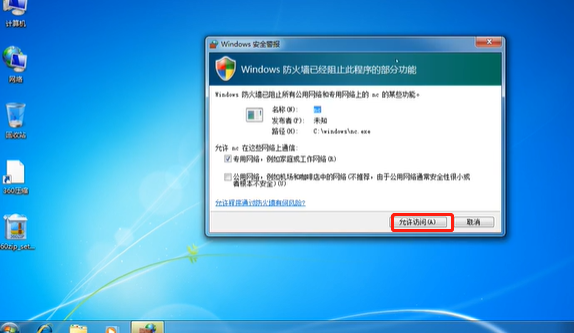 计算机
网络
回收站
360压缩
360zip_set...
Windows 安全警报
Windows 防火墙已经阻止此程序的部分功能
Windows 防火墙已阻止所有公用网络和专用网络上的 nc 的某些功能。
名称(N): nc
发布者(P): 未知
路径(H): C:\windows\nc.exe
允许 nc 在这些网络上通信:
专用网络，例如家庭或工作网络(R)
公用网络，例如机场和咖啡店中的网络(不推荐，由于公用网络通常安全性很小或
者根本不安全)(U)
允许程序通过防火墙有何风险?
允许访问(A)
取消